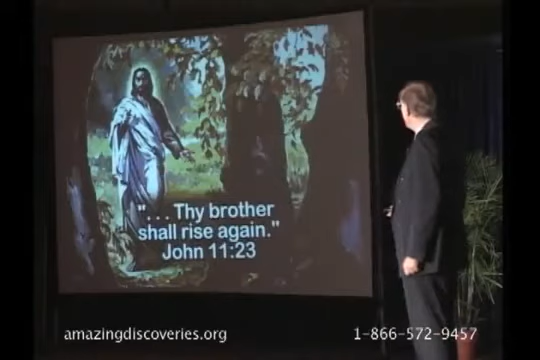 ". . . Thy brother
shall rise again."
John 11:23
amazingdiscoveries.org
1-866-572-9457